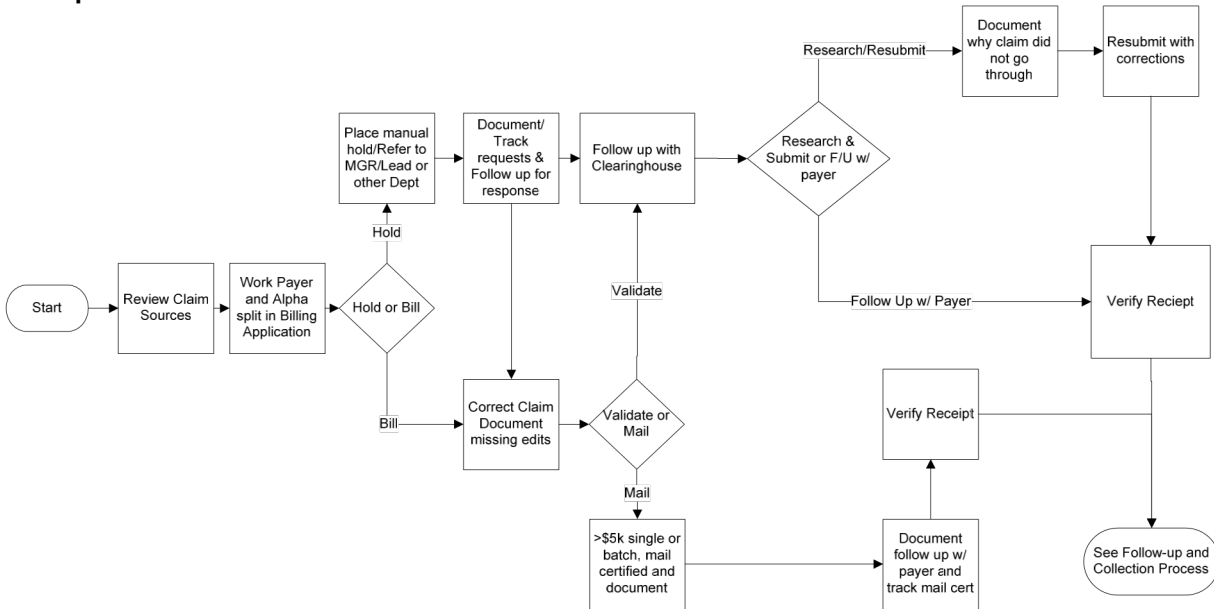 Start
Review Claim
Sources
Work Payer
and Alpha
split in Billing
Application
Hold or Bill
Hold
Place manual
hold/Refer to
MGR/Lead or
other Dept
Document/
Track
requests &
Follow up for
response
Follow up with
Clearinghouse
Research &
Submit or F/U w/
payer
Research/Resubmit
Document
why claim did
not go
through
Resubmit with
corrections
Follow Up w/ Payer
Verify Reciept
Bill
Correct Claim
Document
missing edits
Validate or
Mail
Validate
Mail
>$5k single or
batch, mail
certified and
document
Document
follow up w/
payer and
track mail cert
Verify Receipt
See Follow-up and
Collection Process